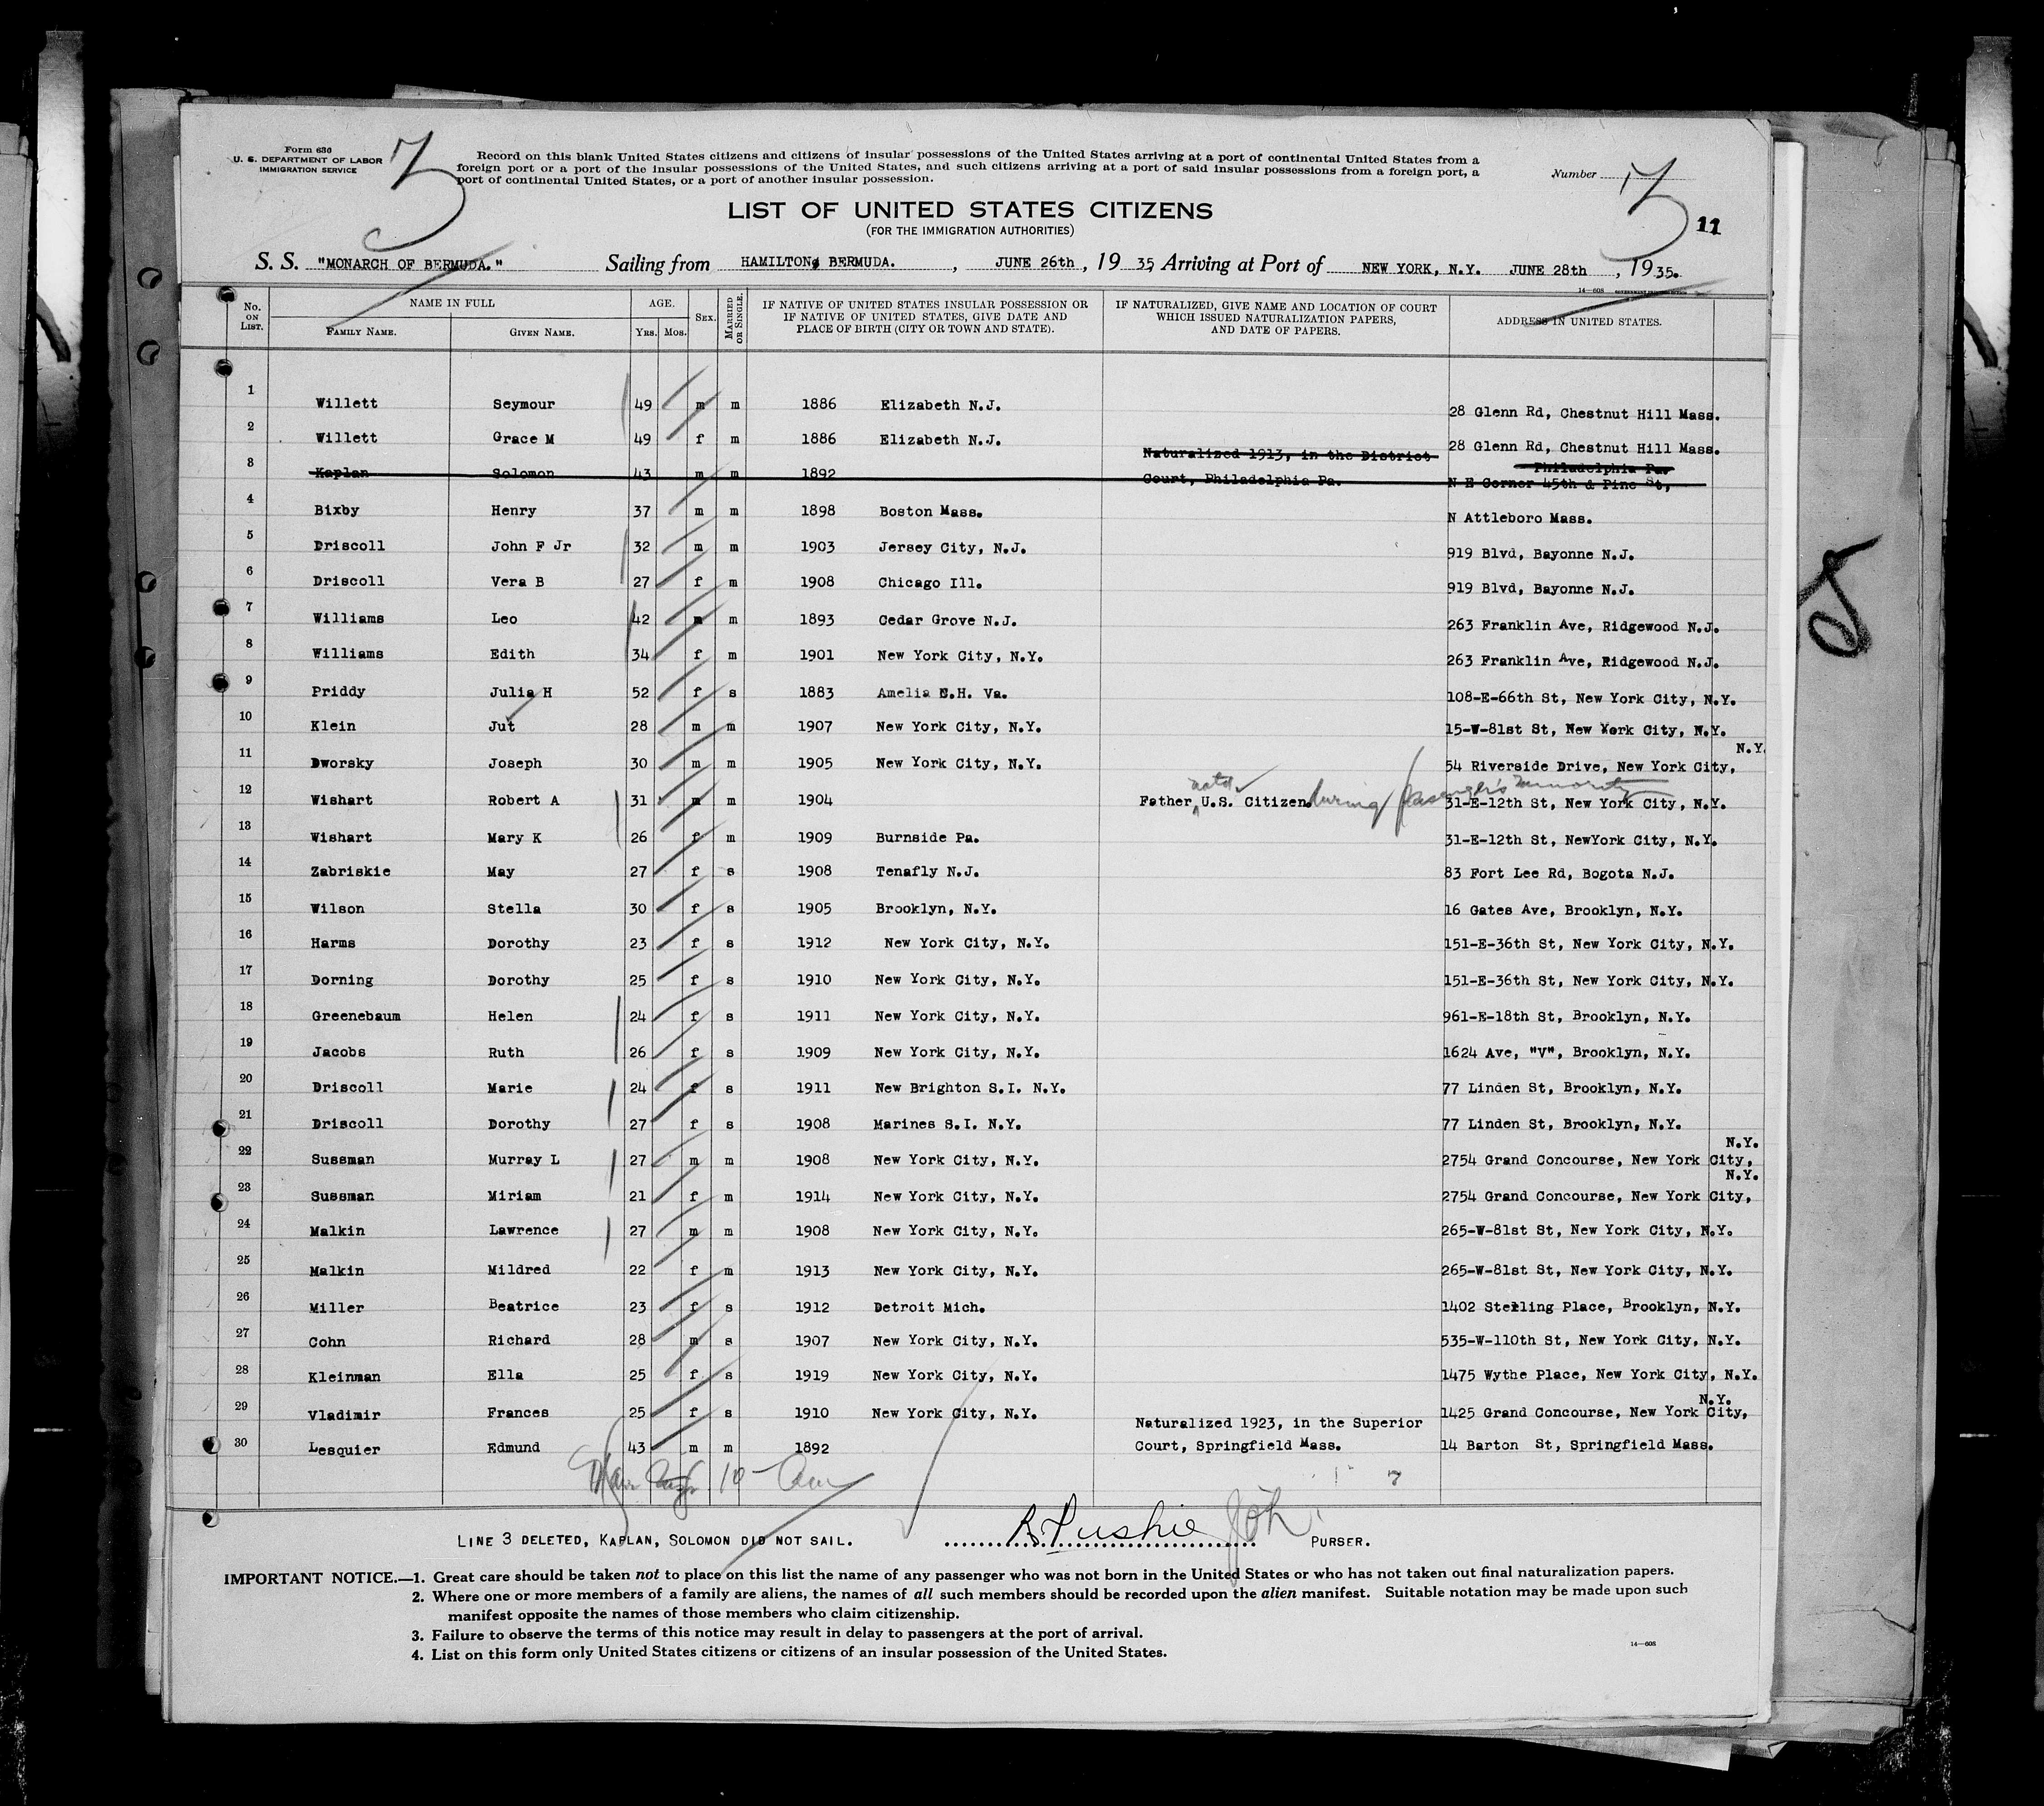 Form 630
U. S. DEPARTMENT OF LABOR
IMMIGRATION SERVICE
3
Record on this blank United States citizens and citizens of insular possessions of the United States arriving at a port of continental United States from a
foreign port or a port of the insular possessions of the United States, and such citizens arriving at a port of said insular possessions from a foreign port, a
port of continental United States, or a port of another insular possession.
Number
11
LIST OF UNITED STATES CITIZENS
(FOR THE IMMIGRATION AUTHORITIES)
S. S. "MONARCH OF BERMUDA." Sailing from HAMILTON, BERMUDA. , JUNE 26th , 19 35, Arriving at Port of NEW YORK, N.Y. JUNE 28th , 19 35.
14—608
No. ON LIST. NAME IN FULL FAMILY NAME. GIVEN NAME. AGE. YRS. MOS. SEX. MARRIED OR SINGLE. IF NATIVE OF UNITED STATES INSULAR POSSESSION OR IF NATIVE OF UNITED STATES, GIVE DATE AND PLACE OF BIRTH (CITY OR TOWN AND STATE). IF NATURALIZED, GIVE NAME AND LOCATION OF COURT WHICH ISSUED NATURALIZATION PAPERS, AND DATE OF PAPERS. ADDRESS IN UNITED STATES.
1 Willett Seymour 49 m m 1886 Elizabeth N.J. 28 Glenn Rd, Chestnut Hill Mass.
2 Willett Grace M 49 f m 1886 Elizabeth N.J. 28 Glenn Rd, Chestnut Hill Mass.
Naturalized 1913, in the District Philadelphia Pa.
3 Kaplan Solomon 43 m m 1892 Court, Philadelphia Pa. N E Corner 45th & Pine St,
4 Bixby Henry 37 m m 1898 Boston Mass. N Attleboro Mass.
5 Driscoll John F Jr 32 m m 1903 Jersey City, N.J. 919 Blvd, Bayonne N.J.
6 Driscoll Vera B 27 f m 1908 Chicago Ill. 919 Blvd, Bayonne N.J.
7 Williams Leo 42 m m 1893 Cedar Grove N.J. 263 Franklin Ave, Ridgewood N.J.
8 Williams Edith 34 f m 1901 New York City, N.Y. 263 Franklin Ave, Ridgewood N.J.
9 Priddy Julia H 52 f s 1883 Amelia C.H. Va. 108-E-66th St, New York City, N.Y.
10 Klein Jut 28 m m 1907 New York City, N.Y. 15-W-81st St, New York City, N.Y.
N.Y.
11 Dworsky Joseph 30 m m 1905 New York City, N.Y. 54 Riverside Drive, New York City,
12 Wishart Robert A 31 m m 1904 Father natd U.S. Citizen during passenger's minority 31-E-12th St, New York City, N.Y.
13 Wishart Mary K 26 f m 1909 Burnside Pa. 31-E-12th St, NewYork City, N.Y.
14 Zabriskie May 27 f s 1908 Tenafly N.J. 83 Fort Lee Rd, Bogota N.J.
15 Wilson Stella 30 f s 1905 Brooklyn, N.Y. 16 Gates Ave, Brooklyn, N.Y.
16 Harms Dorothy 23 f s 1912 New York City, N.Y. 151-E-36th St, New York City, N.Y.
17 Dorning Dorothy 25 f s 1910 New York City, N.Y. 151-E-36th St, New York City, N.Y.
18 Greenebaum Helen 24 f s 1911 New York City, N.Y. 961-E-18th St, Brooklyn, N.Y.
19 Jacobs Ruth 26 f s 1909 New York City, N.Y. 1624 Ave, "V", Brooklyn, N.Y.
20 Driscoll Marie 24 f s 1911 New Brighton S.I. N.Y. 77 Linden St, Brooklyn, N.Y.
21 Driscoll Dorothy 27 f s 1908 Marines S.I. N.Y. 77 Linden St, Brooklyn, N.Y.
N.Y.
22 Sussman Murray L 27 m m 1908 New York City, N.Y. 2754 Grand Concourse, New York City,
N.Y.
23 Sussman Miriam 21 f m 1914 New York City, N.Y. 2754 Grand Concourse, New York City,
24 Malkin Lawrence 27 m m 1908 New York City, N.Y. 265-W-81st St, New York City, N.Y.
25 Malkin Mildred 22 f m 1913 New York City, N.Y. 265-W-81st St, New York City, N.Y.
26 Miller Beatrice 23 f s 1912 Detroit Mich. 1402 Sterling Place, Brooklyn, N.Y.
27 Cohn Richard 28 m s 1907 New York City, N.Y. 535-W-110th St, New York City, N.Y.
28 Kleinman Ella 25 f s 1919 New York City, N.Y. 1475 Wythe Place, New York City, N.Y.
N.Y.
29 Vladimir Frances 25 f s 1910 New York City, N.Y. 1425 Grand Concourse, New York City,
Naturalized 1923, in the Superior
30 Lesquier Edmund 43 m m 1892 Court, Springfield Mass. 14 Barton St, Springfield Mass.
LINE 3 DELETED, KAPLAN, SOLOMON DID NOT SAIL. PURSER.
IMPORTANT NOTICE.—1. Great care should be taken not to place on this list the name of any passenger who was not born in the United States or who has not taken out final naturalization papers.
2. Where one or more members of a family are aliens, the names of all such members should be recorded upon the alien manifest. Suitable notation may be made upon such
manifest opposite the names of those members who claim citizenship.
3. Failure to observe the terms of this notice may result in delay to passengers at the port of arrival.
4. List on this form only United States citizens or citizens of an insular possession of the United States.
14—608